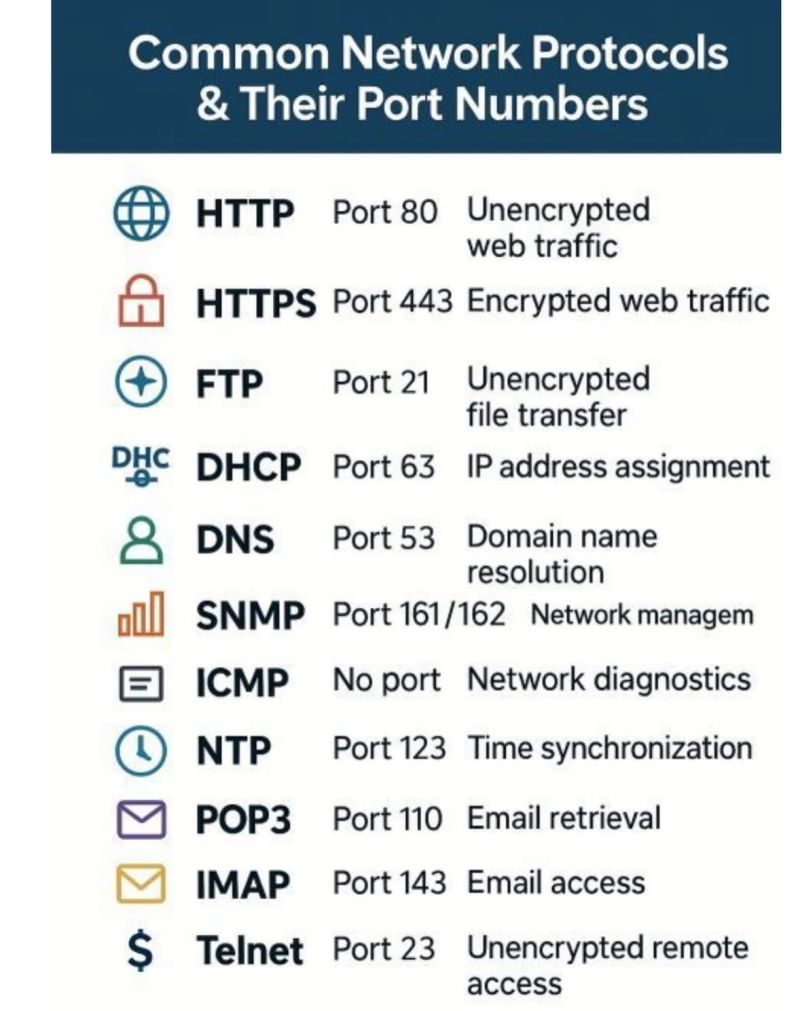 Common Network Protocols
& Their Port Numbers
HTTP Port 80 Unencrypted
web traffic
HTTPS Port 443 Encrypted web traffic
FTP Port 21 Unencrypted
file transfer
DHC DHCP Port 63 IP address assignment
DNS Port 53 Domain name
resolution
SNMP Port 161/162 Network managem
ICMP No port Network diagnostics
NTP Port 123 Time synchronization
POP3 Port 110 Email retrieval
IMAP Port 143 Email access
$ Telnet Port 23 Unencrypted remote
access